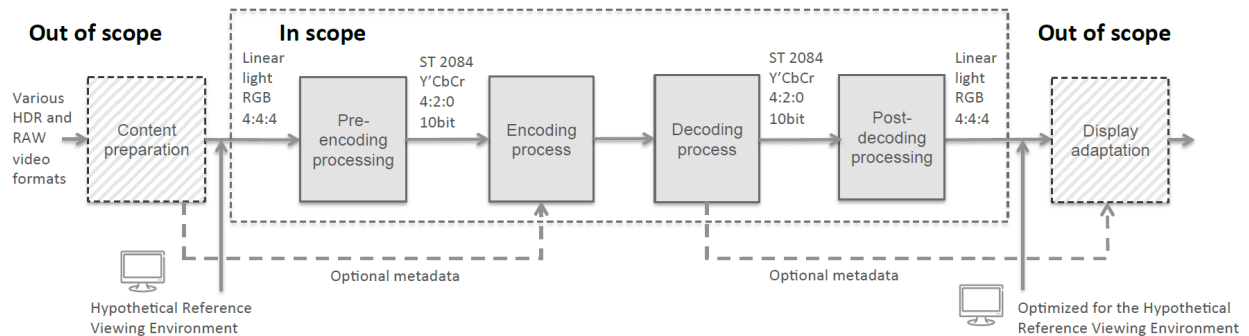 Out of scope
In scope
Out of scope
Various
HDR and
RAW
video
formats
Content
preparation
Linear
light
RGB
4:4:4
Pre-
encoding
processing
ST 2084
Y'CbCr
4:2:0
10bit
Encoding
process
Decoding
process
ST 2084
Y'CbCr
4:2:0
10bit
Post-
decoding
processing
Linear
light
RGB
4:4:4
Display
adaptation
Optional metadata
Optional metadata
Hypothetical Reference
Viewing Environment
Optimized for the Hypothetical
Reference Viewing Environment